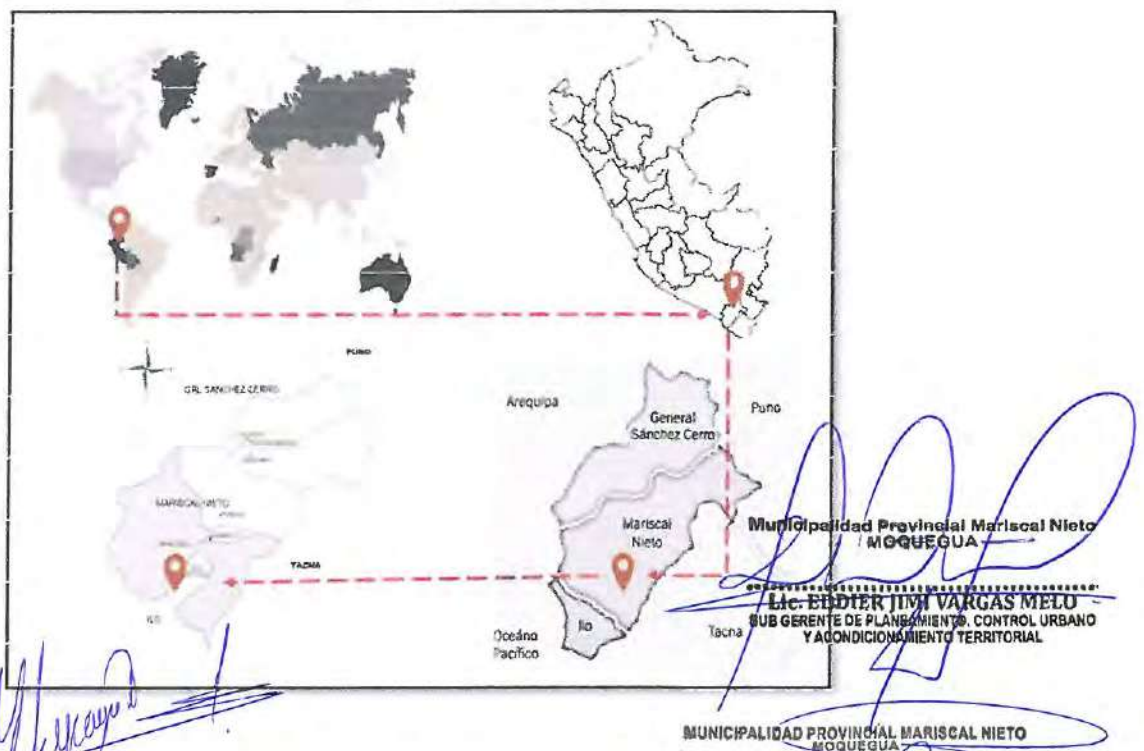 PUNO
GRL SANCHEZ CERRO
MARISCAL NIETO
TACNA
ILO
Arequipa
Puno
General
Sánchez Cerro
Mariscal
Nieto
Ilo
Oceáno
Pacífico
Tacna
Municipalidad Provincial Mariscal Nieto
MOQUEGUA
Lic. EDDIER JIMI VARGAS MELO
SUB GERENTE DE PLANEAMIENTO, CONTROL URBANO
Y ACONDICIONAMIENTO TERRITORIAL
MUNICIPALIDAD PROVINCIAL MARISCAL NIETO
MOQUEGUA